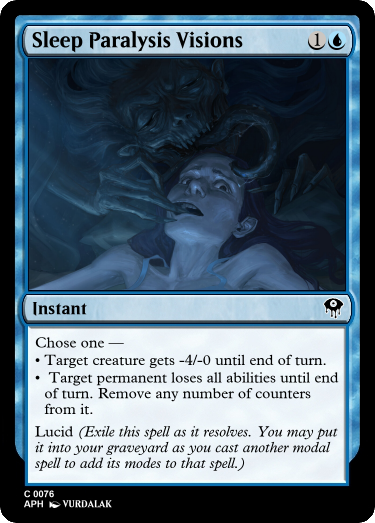 Sleep Paralysis Visions 1
Instant
Chose one —
• Target creature gets -4/-0 until end of turn.
• Target permanent loses all abilities until end
of turn. Remove any number of counters
from it.
Lucid (Exile this spell as it resolves. You may put
it into your graveyard as you cast another modal
spell to add its modes to that spell.)
C 0076
APH VURDALAK